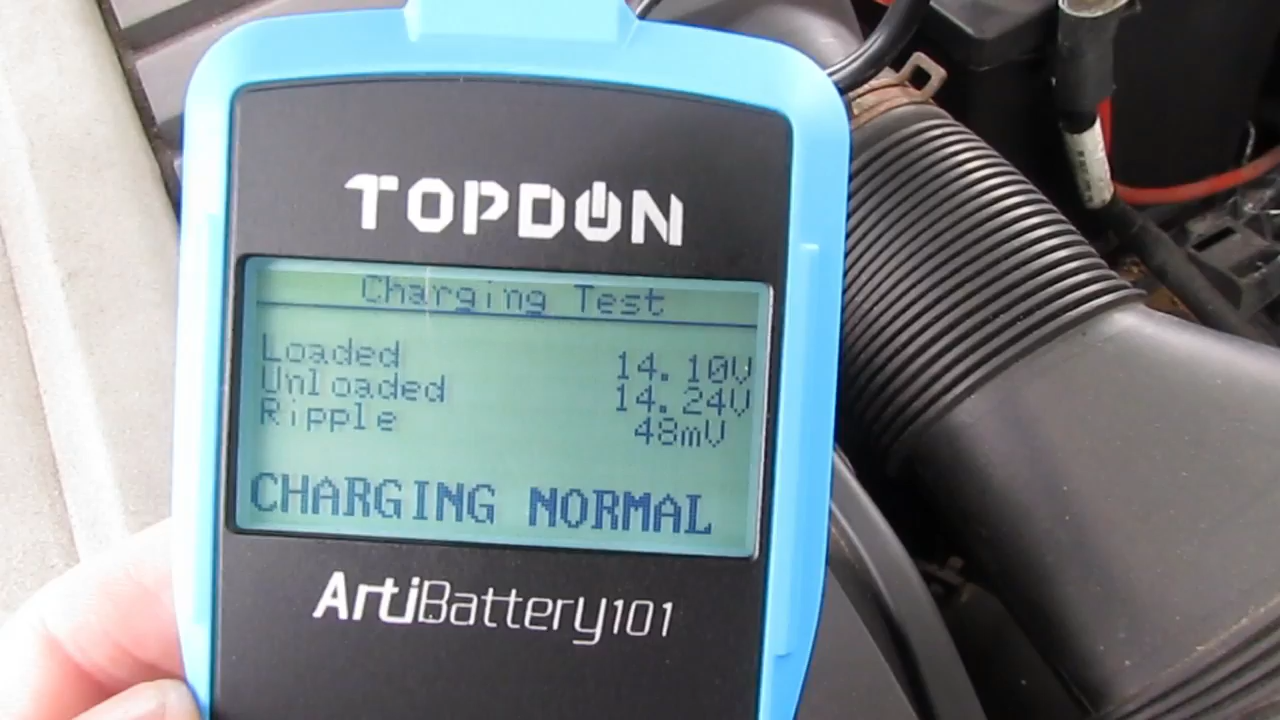 TOPDON
Charging Test
Loaded 14.10V
Unloaded 14.24V
Ripple 48mV
CHARGING NORMAL
ArtiBattery101